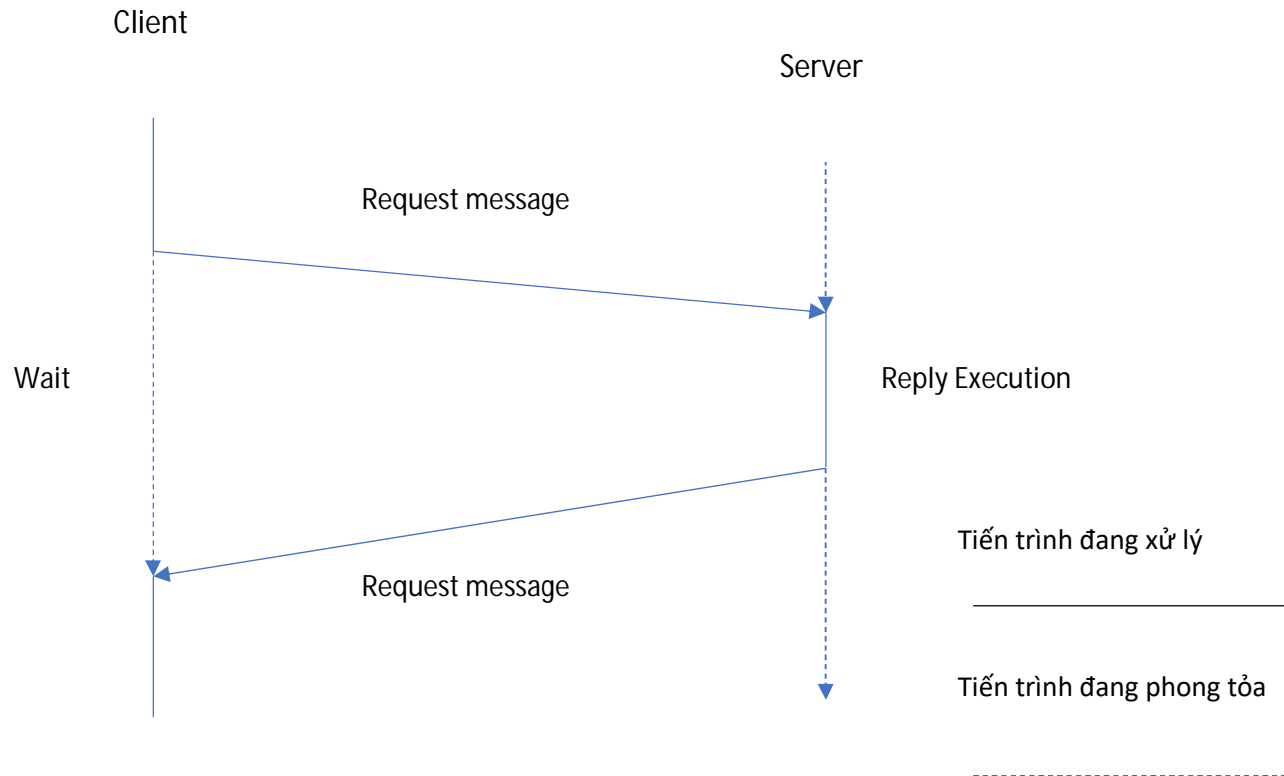 Client
Server
Request message
Wait
Reply Execution
Tiến trình đang xử lý
Request message
Tiến trình đang phong tỏa